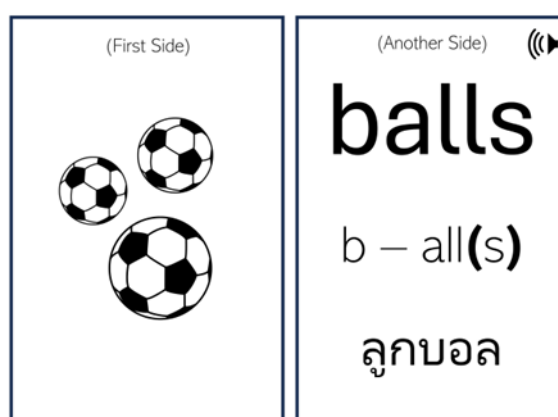 (First Side)
(Another Side)
balls
b – all(s)
ลูกบอล